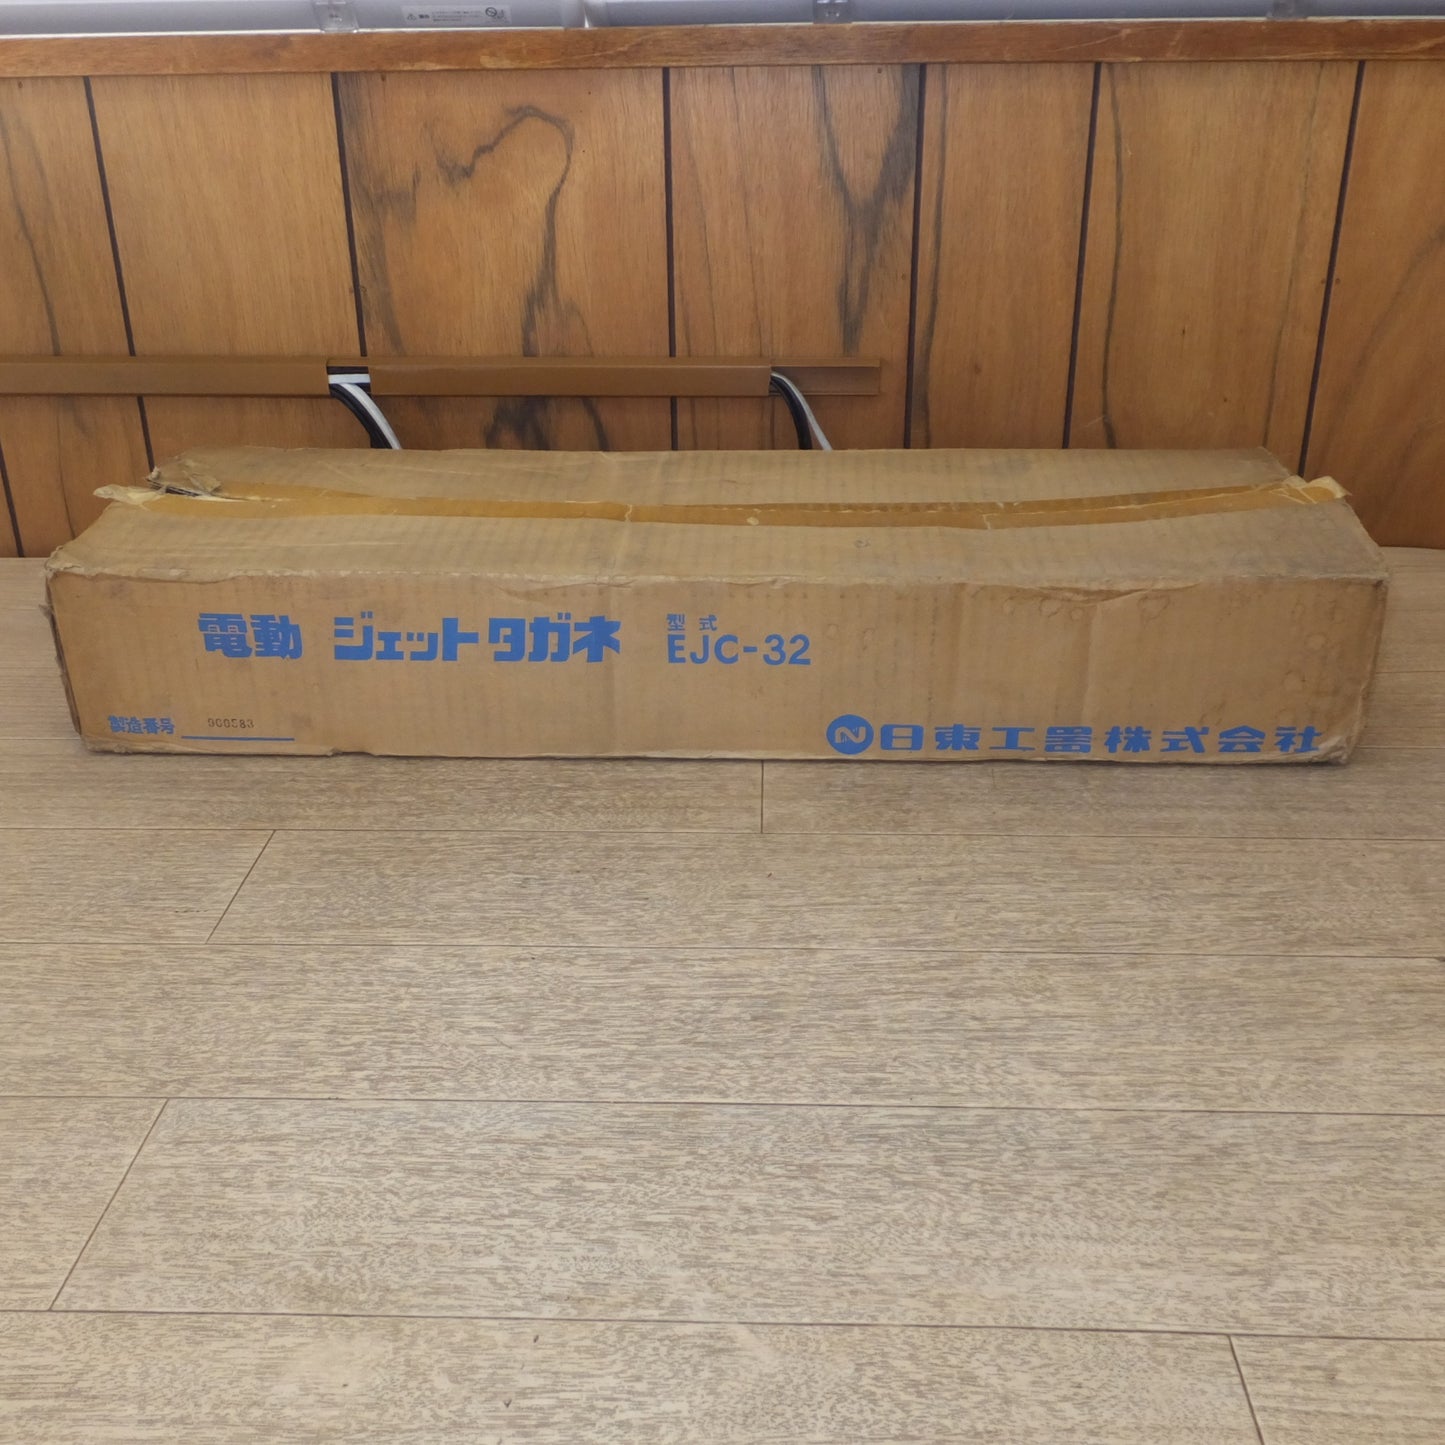 電動 ジェットタガネ 型式 EJC-32
製造番号 900583
日東工器株式会社